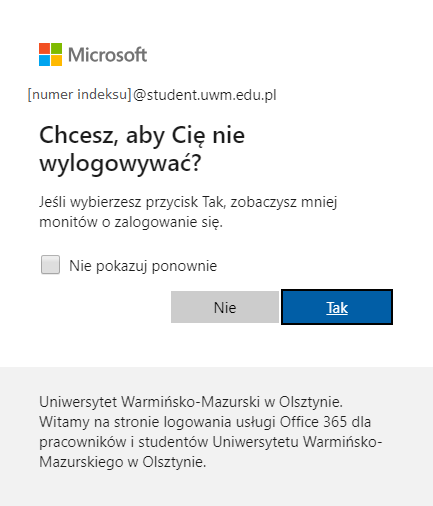 Microsoft
[numer indeksu]@student.uwm.edu.pl
Chcesz, aby Cię nie
wylogowywać?
Jeśli wybierzesz przycisk Tak, zobaczysz mniej
monitów o zalogowanie się.
Nie pokazuj ponownie
Nie
Tak
Uniwersytet Warmińsko-Mazurski w Olsztynie.
Witamy na stronie logowania usługi Office 365 dla
pracowników i studentów Uniwersytetu Warmińsko-
Mazurskiego w Olsztynie.